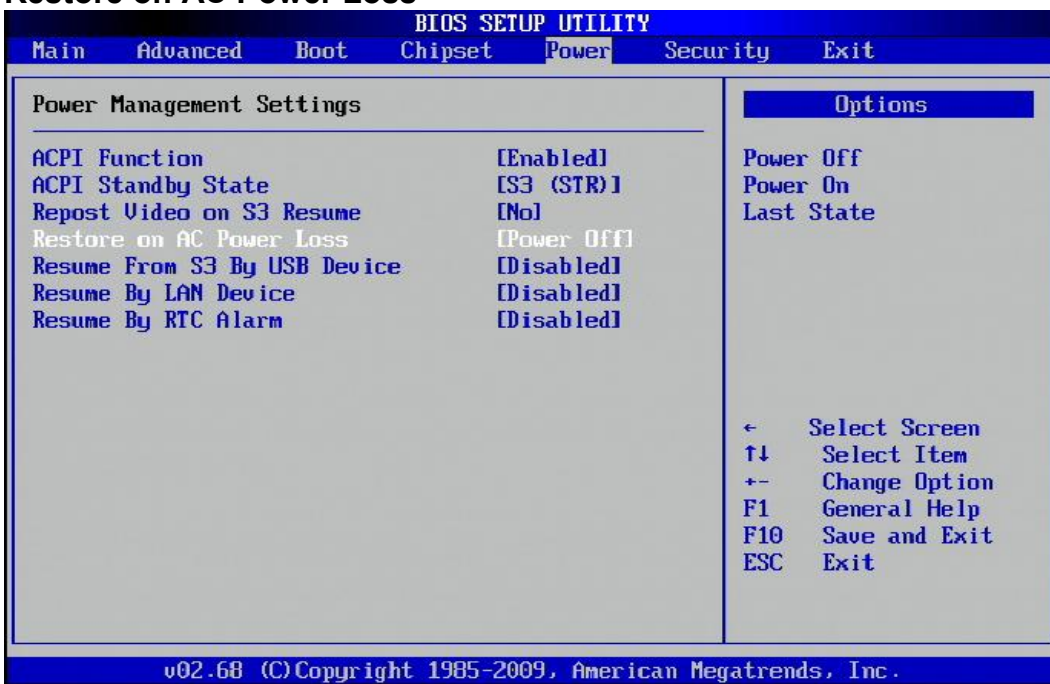 Restore on AC Power Loss
BIOS SETUP UTILITY
Main Advanced Boot Chipset Power Security Exit
Power Management Settings
ACPI Function [Enabled]
ACPI Standby State [S3 (STR)]
Repost Video on S3 Resume [No]
Restore on AC Power Loss [Power Off]
Resume From S3 By USB Device [Disabled]
Resume By LAN Device [Disabled]
Resume By RTC Alarm [Disabled]
Options
Power Off
Power On
Last State
← Select Screen
↑↓ Select Item
+- Change Option
F1 General Help
F10 Save and Exit
ESC Exit
v02.68 (C)Copyright 1985-2009, American Megatrends, Inc.